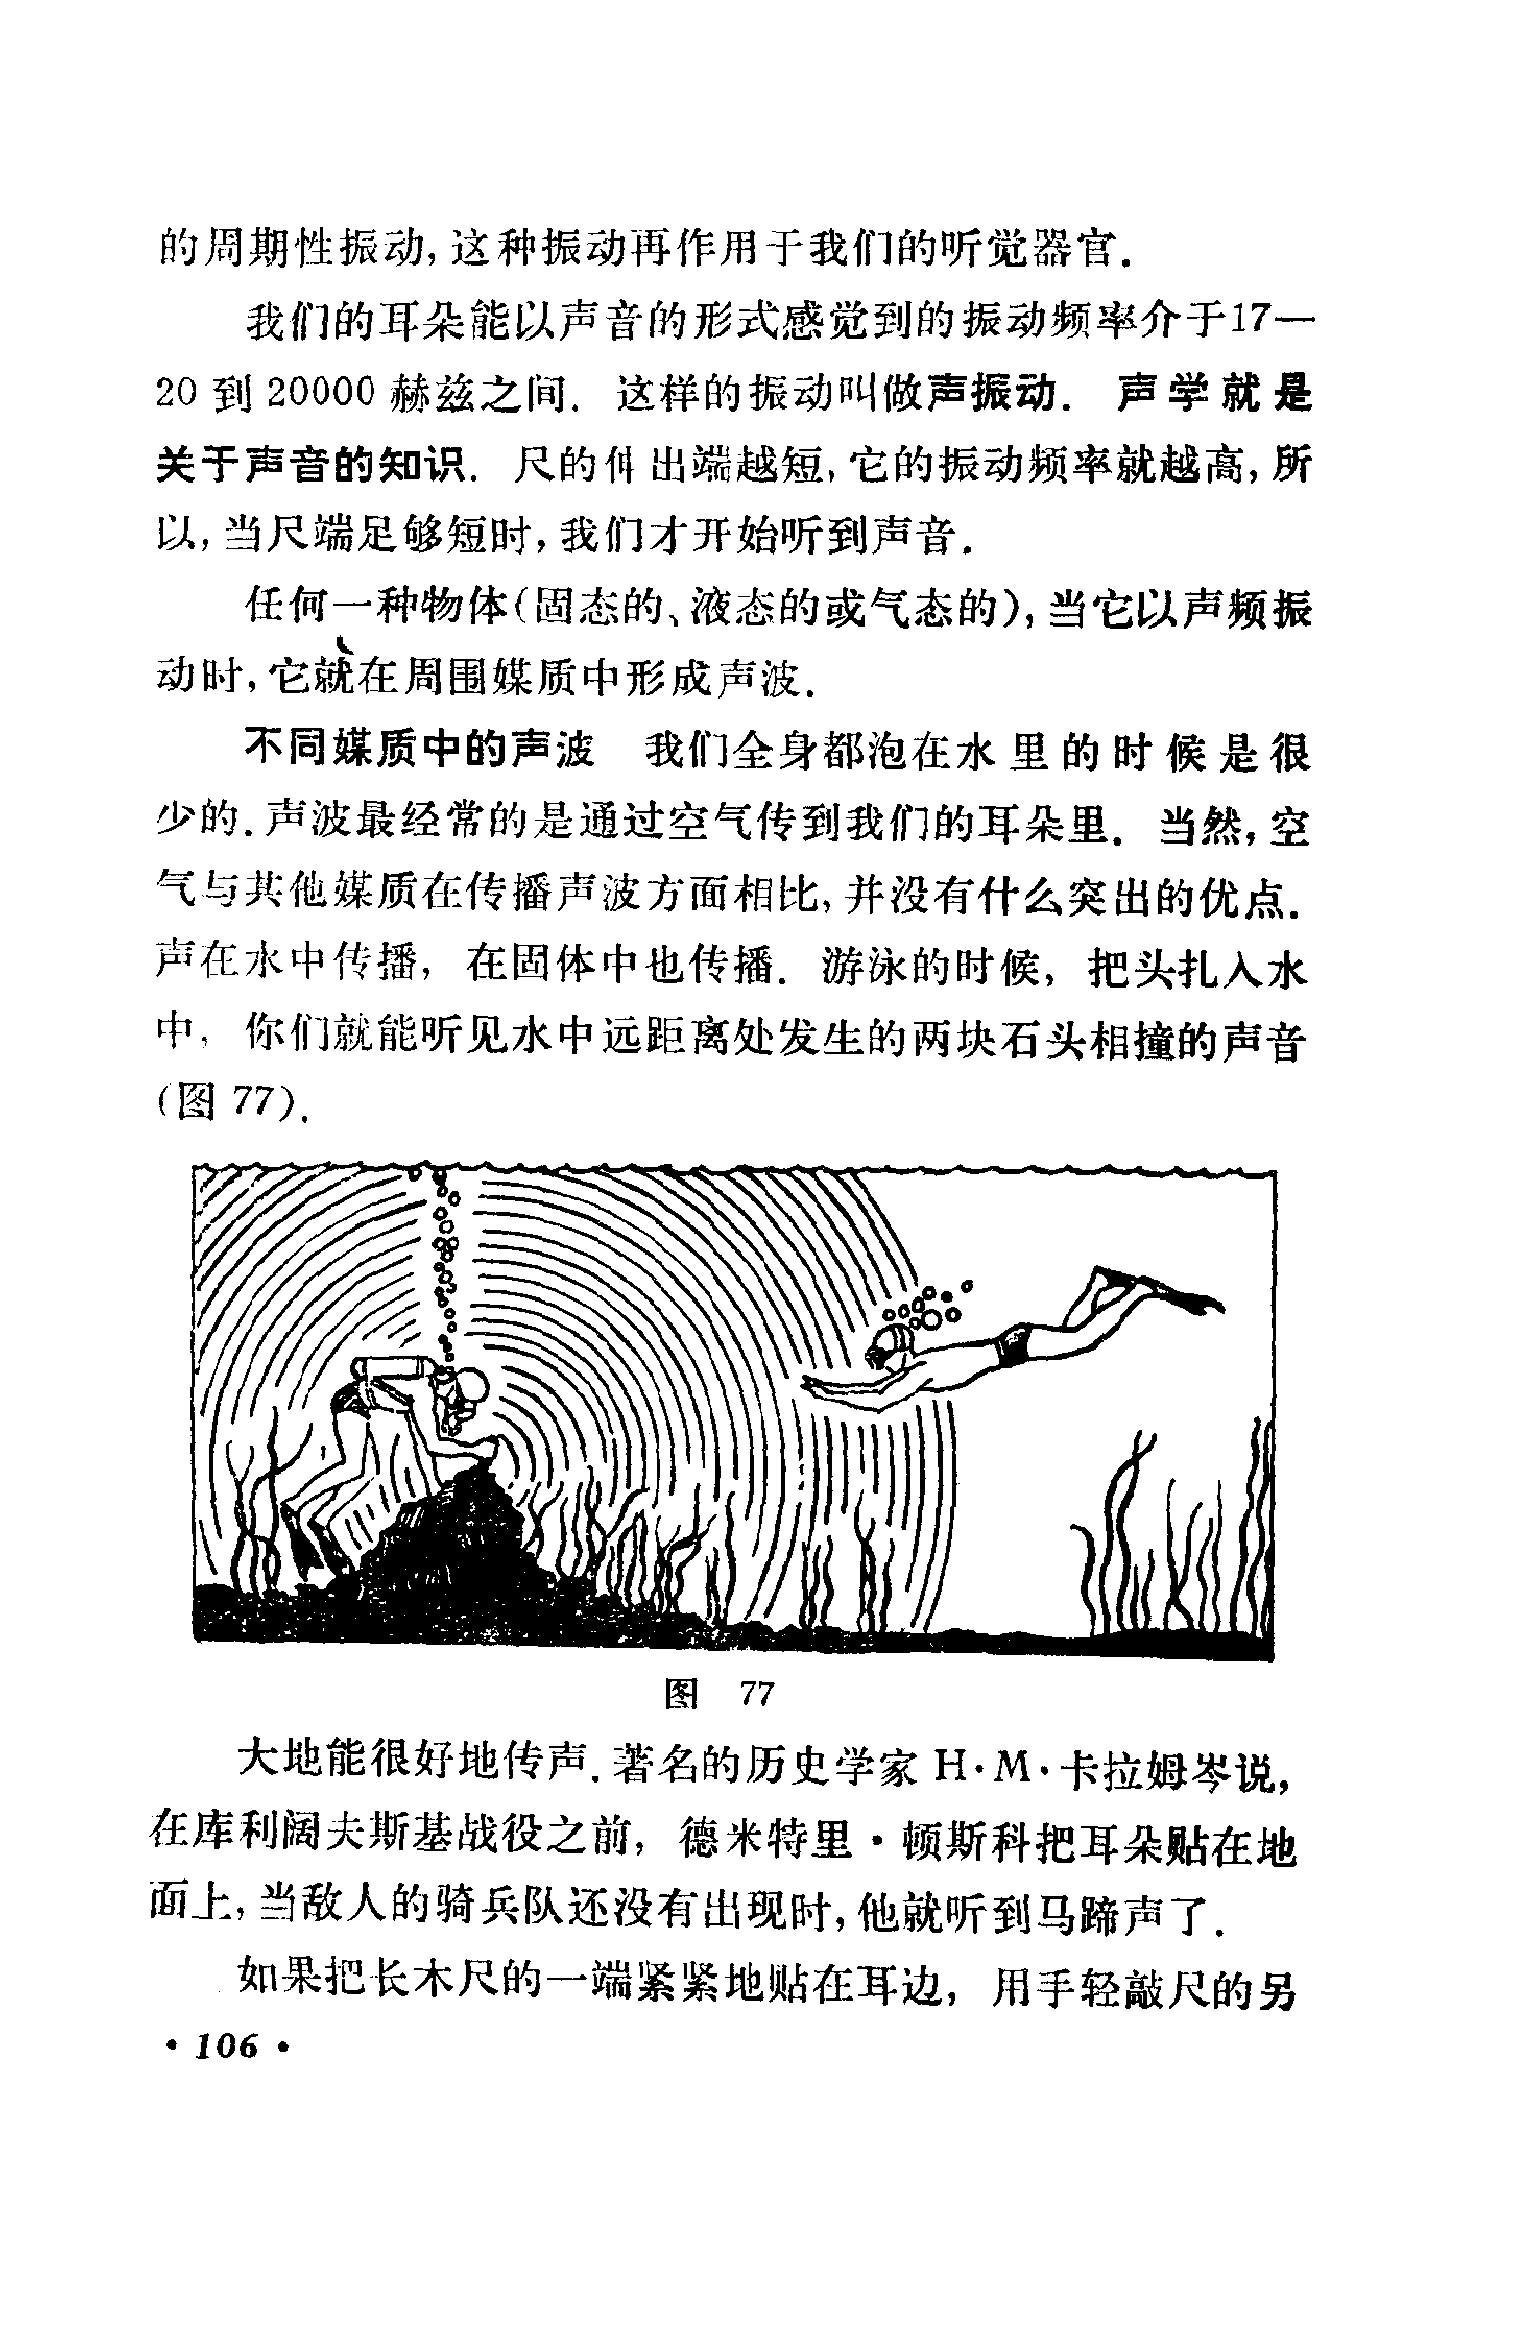 的周期性振动,这种振动再作用于我们的听觉器官.
我们的耳朵能以声音的形式感觉到的振动频率介于17—
20 到 20000 赫兹之间. 这样的振动叫做声振动. 声学就是
关于声音的知识. 尺的伸出端越短,它的振动频率就越高,所
以,当尺端足够短时,我们才开始听到声音.
任何一种物体(固态的、液态的或气态的),当它以声频振
动时,它就在周围媒质中形成声波.
不同媒质中的声波 我们全身都泡在水里的时候是很
少的.声波最经常的是通过空气传到我们的耳朵里. 当然,空
气与其他媒质在传播声波方面相比,并没有什么突出的优点.
声在水中传播, 在固体中也传播. 游泳的时候, 把头扎入水
中, 你们就能听见水中远距离处发生的两块石头相撞的声音
(图 77).
图 77
大地能很好地传声.著名的历史学家 H·M·卡拉姆岑说,
在库利阔夫斯基战役之前, 德米特里·顿斯科把耳朵贴在地
面上,当敌人的骑兵队还没有出现时,他就听到马蹄声了.
如果把长木尺的一端紧紧地贴在耳边, 用手轻敲尺的另
· 106 ·